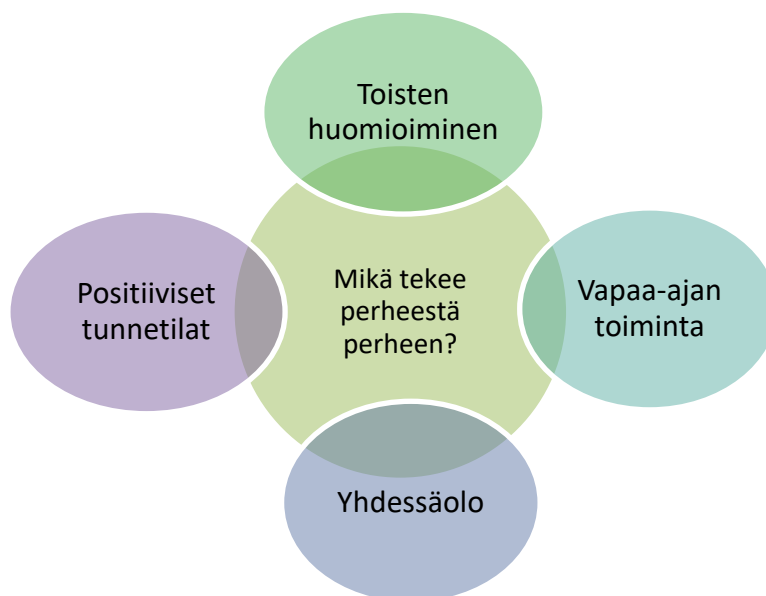 Toisten
huomioiminen
Positiiviset
tunnetilat
Mikä tekee
perheestä
perheen?
Vapaa-ajan
toiminta
Yhdessäolo